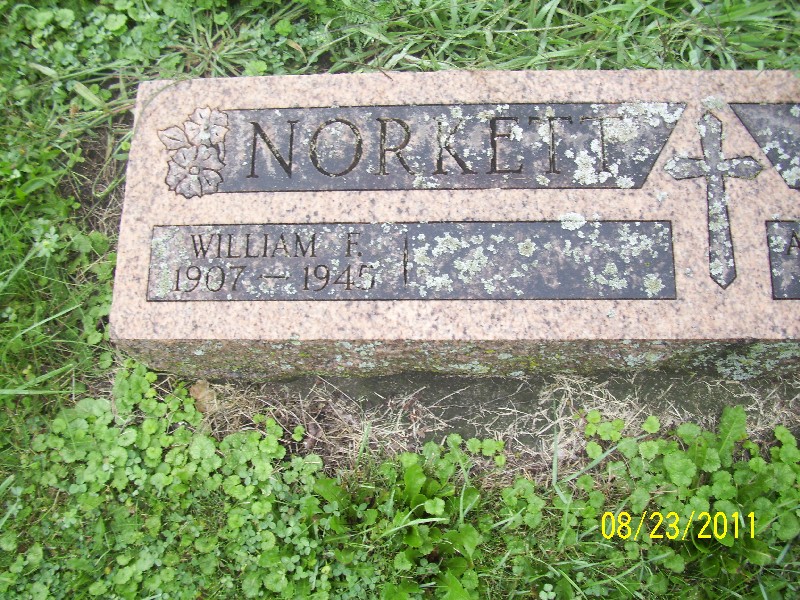 NORKETT
WILLIAM F.
1907 — 1945
A
08/23/2011